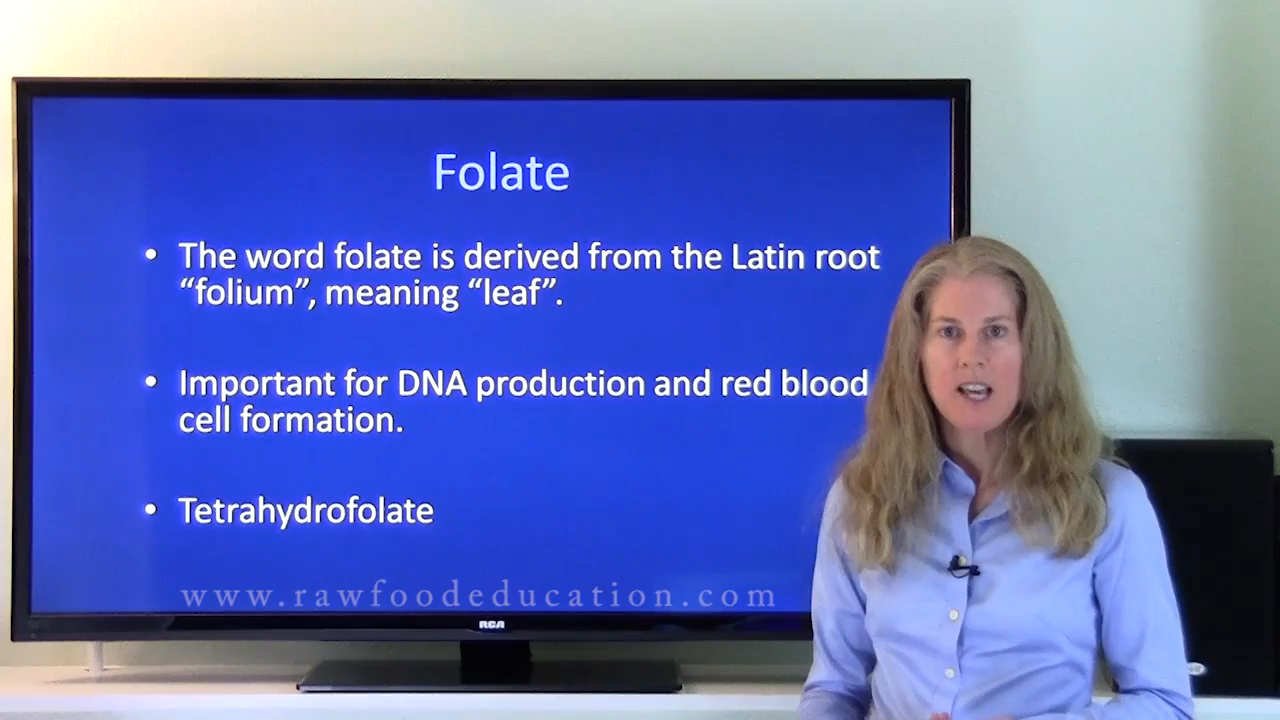 Folate
• The word folate is derived from the Latin root
“folium”, meaning “leaf”.
• Important for DNA production and red blood
cell formation.
• Tetrahydrofolate
www.rawfoodeducation.com
RCA